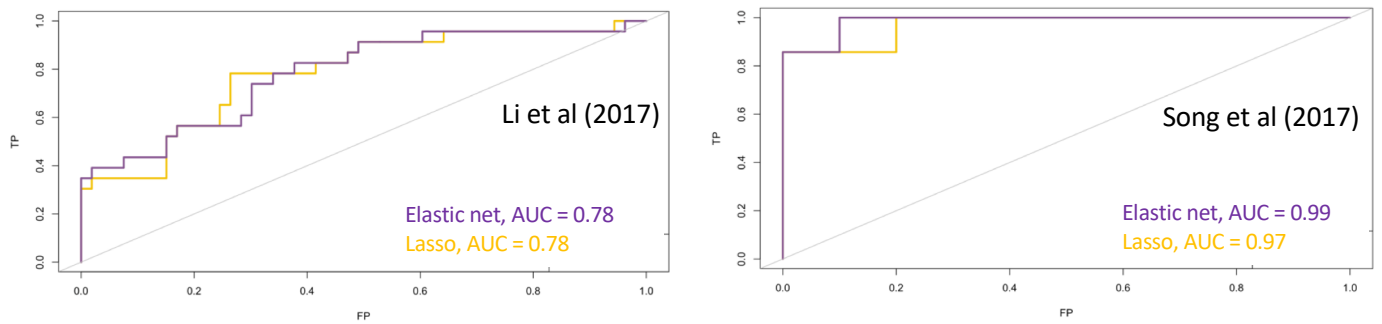 1.0
0.8
0.6
0.4
0.2
0.0
TP
Li et al (2017)
Elastic net, AUC = 0.78
Lasso, AUC = 0.78
0.0 0.2 0.4 0.6 0.8 1.0
FP
1.0
0.8
0.6
0.4
0.2
0.0
TP
Song et al (2017)
Elastic net, AUC = 0.99
Lasso, AUC = 0.97
0.0 0.2 0.4 0.6 0.8 1.0
FP